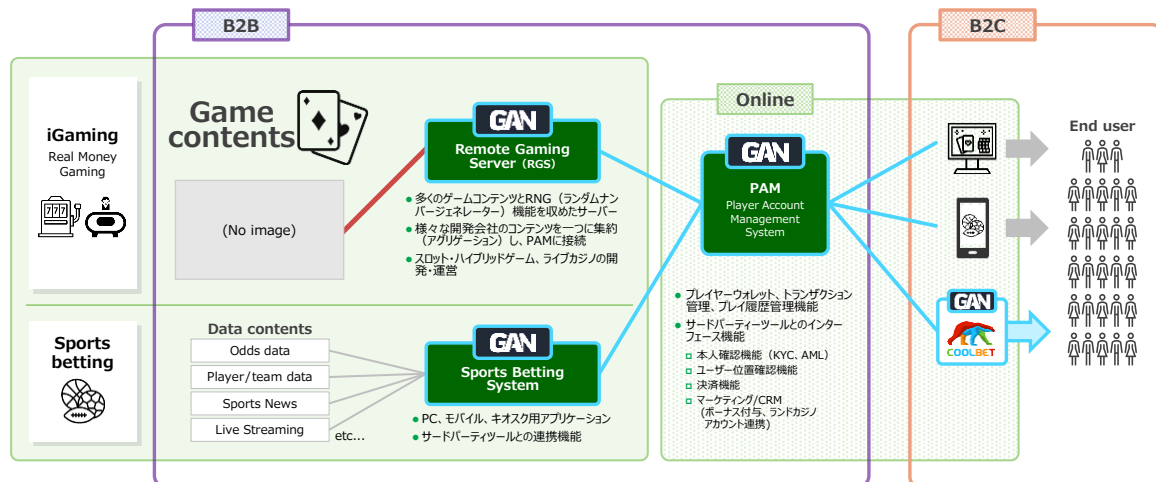 B2B
B2C
iGaming
Real Money
Gaming
Game
contents
(No image)
GAN
Remote Gaming
Server (RGS)
● 多くのゲームコンテンツとRNG（ランダムナン
バージェネレーター）機能を収めたサーバー
● 様々な開発会社のコンテンツを一つに集約
（アグリゲーション）し、PAMに接続
● スロット・ハイブリッドゲーム、ライブカジノの開
発・運営
Sports
betting
Data contents
Odds data
Player/team data
Sports News
Live Streaming
etc...
GAN
Sports Betting
System
● PC、モバイル、キオスク用アプリケーション
● サードパーティツールとの連携機能
Online
GAN
PAM
Player Account
Management
System
● プレイヤーウォレット、トランザクション
管理、プレイ履歴管理機能
● サードパーティーツールとのインター
フェース機能
本人確認機能（KYC、AML）
ユーザー位置確認機能
決済機能
マーケティング/CRM
(ボーナス付与、ランドカジノ
アカウント連携)
GAN
COOLBET
End user